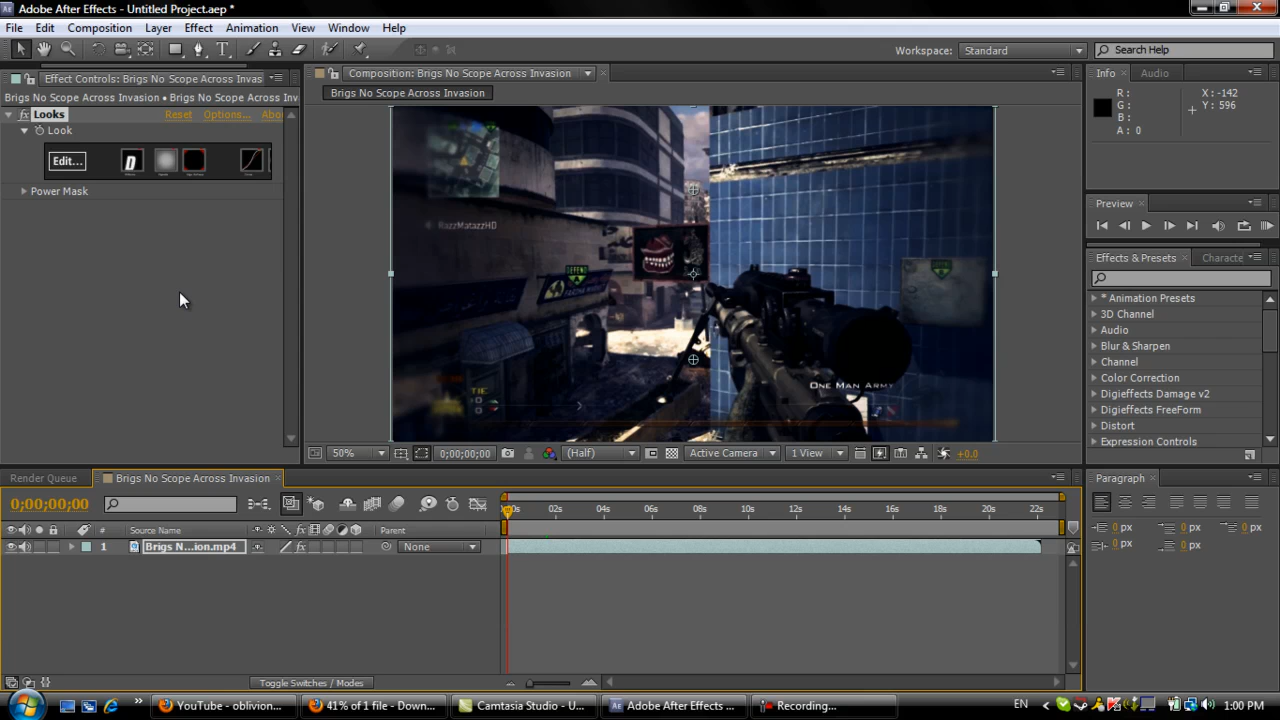 Adobe After Effects - Untitled Project.aep *
File Edit Composition Layer Effect Animation View Window Help
Workspace: Standard Search Help
Effect Controls: Brigs No Scope Across Invas
Composition: Brigs No Scope Across Invasion
Info Audio
Brigs No Scope Across Invasion • Brigs No Scope Across Inv
Brigs No Scope Across Invasion
R : X : -142
G : Y : 596
B :
A : 0
Looks Reset Options... Abo
Look
Edit...
Power Mask
Preview
Effects & Presets Characte
* Animation Presets
3D Channel
Audio
Blur & Sharpen
Channel
Color Correction
Digieffects Damage v2
Digieffects FreeForm
Distort
Expression Controls
RazzMatazzHD
DEFEND
One Man Army
TIE
0
0
50% 0;00;00;00 (Half) Active Camera 1 View +0.0
Render Queue Brigs No Scope Across Invasion
Paragraph
0;00;00;00
02s 04s 06s 08s 10s 12s 14s 16s 18s 20s 22s
Source Name Parent
1 Brigs N...ion.mp4 None
0 px 0 px 0 px
0 px 0 px
Toggle Switches / Modes
YouTube - oblivion... 41% of 1 file - Down... Camtasia Studio - U... Adobe After Effects ... Recording... EN 1:00 PM